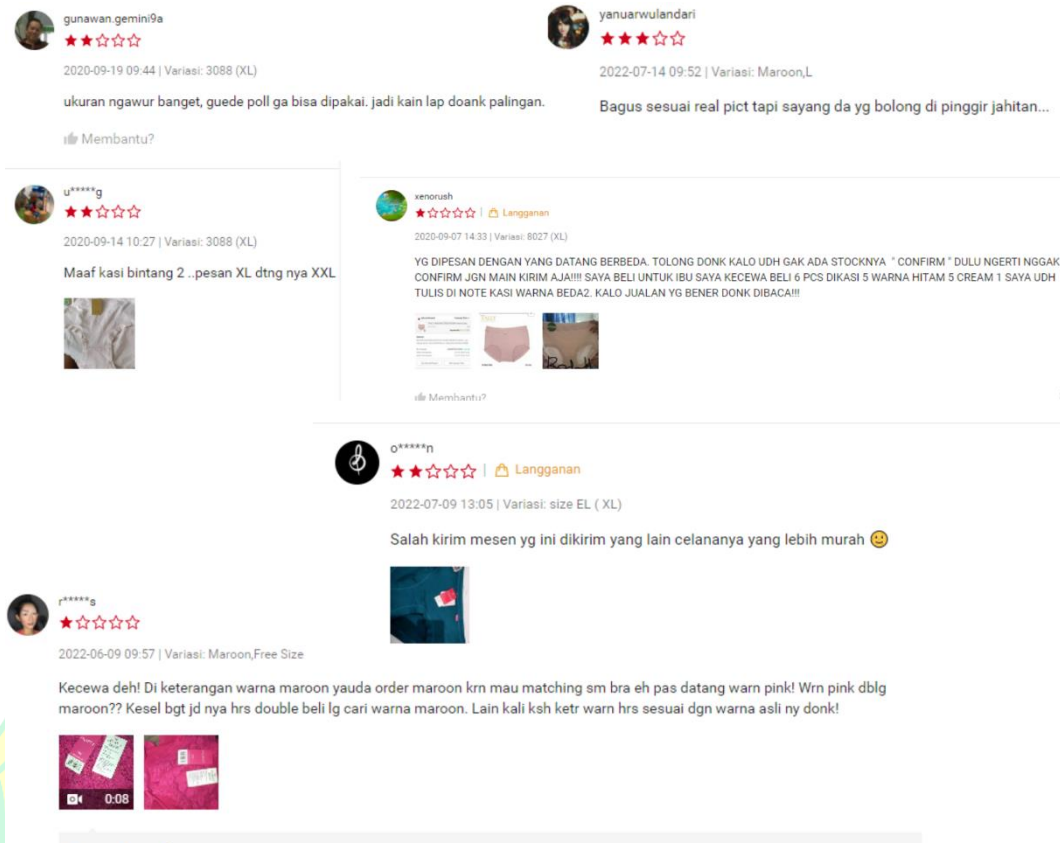 gunawan.gemini9a
2020-09-19 09:44 | Variasi: 3088 (XL)
ukuran ngawur banget, guede poll ga bisa dipakai. jadi kain lap doank palingan.
Membantu?
yanuarwulandari
2022-07-14 09:52 | Variasi: Maroon,L
Bagus sesuai real pict tapi sayang da yg bolong di pinggir jahitan...
u*****g
2020-09-14 10:27 | Variasi: 3088 (XL)
Maaf kasi bintang 2 ..pesan XL dtng nya XXL
xenorush
| Langganan
2020-09-07 14:33 | Variasi: 8027 (XL)
YG DIPESAN DENGAN YANG DATANG BERBEDA. TOLONG DONK KALO UDH GAK ADA STOCKNYA " CONFIRM " DULU NGERTI NGGAK
CONFIRM JGN MAIN KIRIM AJA!!!! SAYA BELI UNTUK IBU SAYA KECEWA BELI 6 PCS DIKASI 5 WARNA HITAM 5 CREAM 1 SAYA UDH
TULIS DI NOTE KASI WARNA BEDA2. KALO JUALAN YG BENER DONK DIBACA!!!
Membantu?
o*****n
| Langganan
2022-07-09 13:05 | Variasi: size EL ( XL)
Salah kirim mesen yg ini dikirim yang lain celananya yang lebih murah 🙂
r*****s
2022-06-09 09:57 | Variasi: Maroon,Free Size
Kecewa deh! Di keterangan warna maroon yauda order maroon krn mau matching sm bra eh pas datang warn pink! Wrn pink dblg
maroon?? Kesel bgt jd nya hrs double beli lg cari warna maroon. Lain kali ksh ketr warn hrs sesuai dgn warna asli ny donk!
0:08